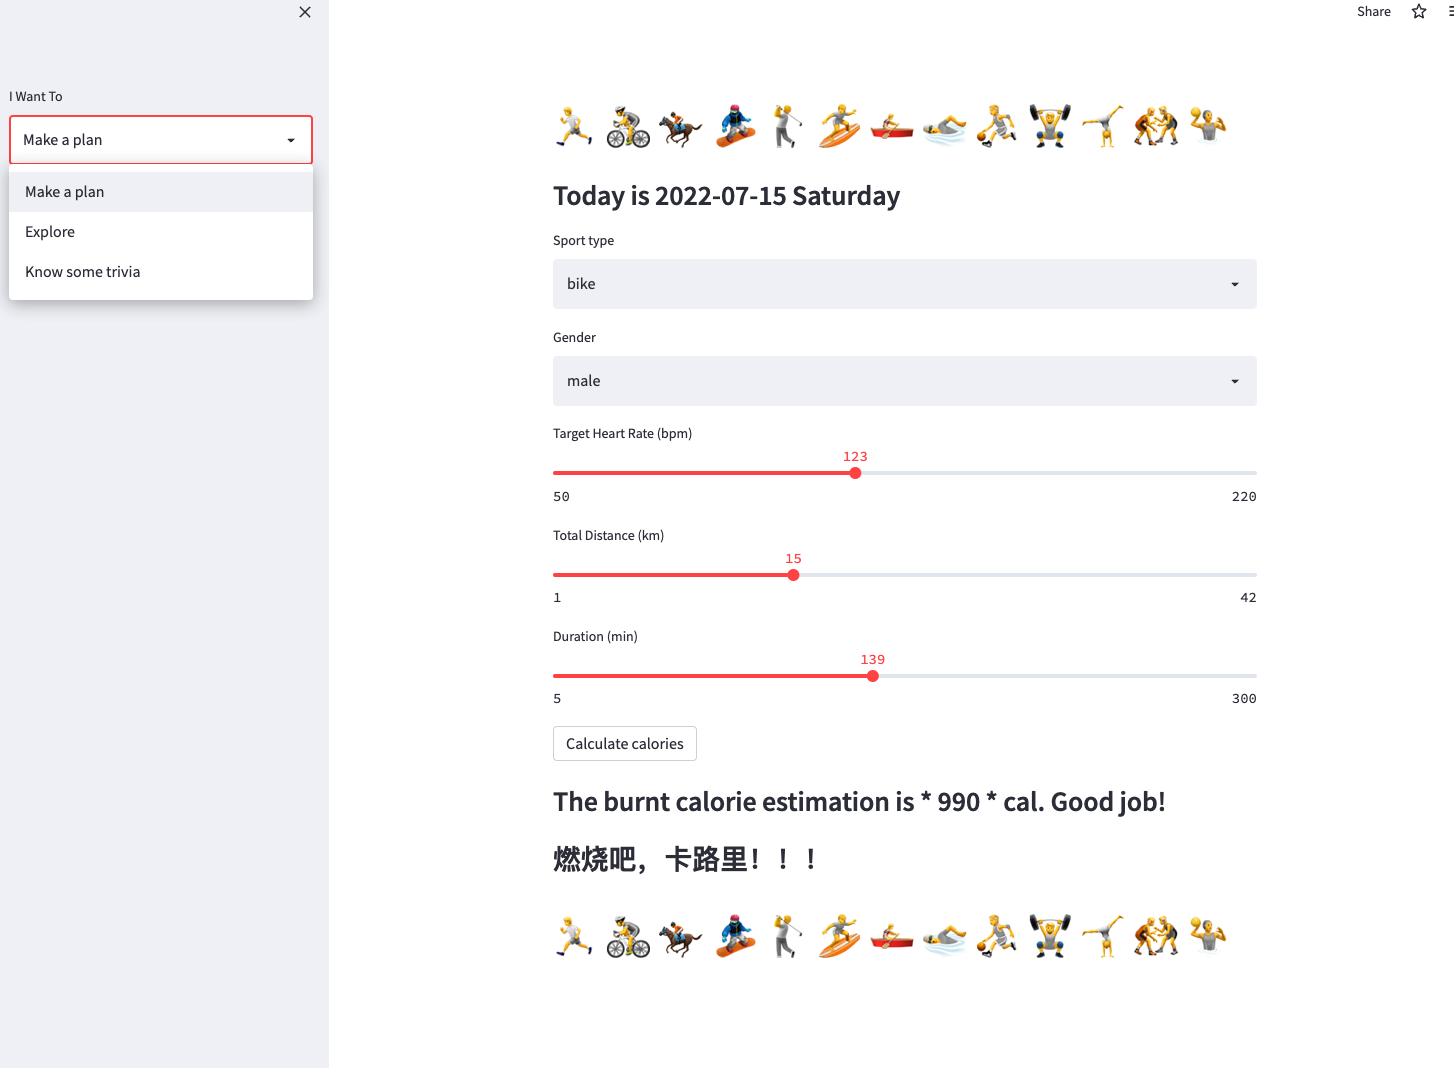 Share
I Want To
Make a plan
Make a plan
Explore
Know some trivia
Today is 2022-07-15 Saturday
Sport type
bike
Gender
male
Target Heart Rate (bpm)
123
50 220
Total Distance (km)
15
1 42
Duration (min)
139
5 300
Calculate calories
The burnt calorie estimation is * 990 * cal. Good job!
燃烧吧，卡路里！！！